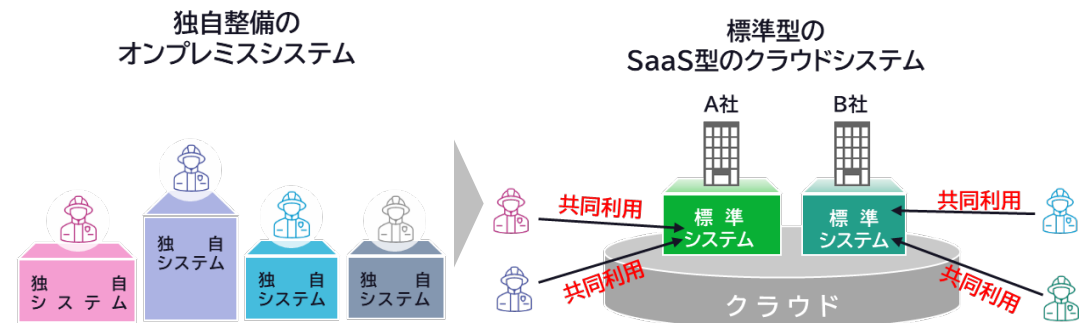 独自整備の
オンプレミスシステム
独 自
システム
独 自
システム
独 自
システム
独 自
システム
標準型の
SaaS型のクラウドシステム
A社
B社
共同利用
共同利用
標 準
システム
標 準
システム
共同利用
共同利用
クラウド